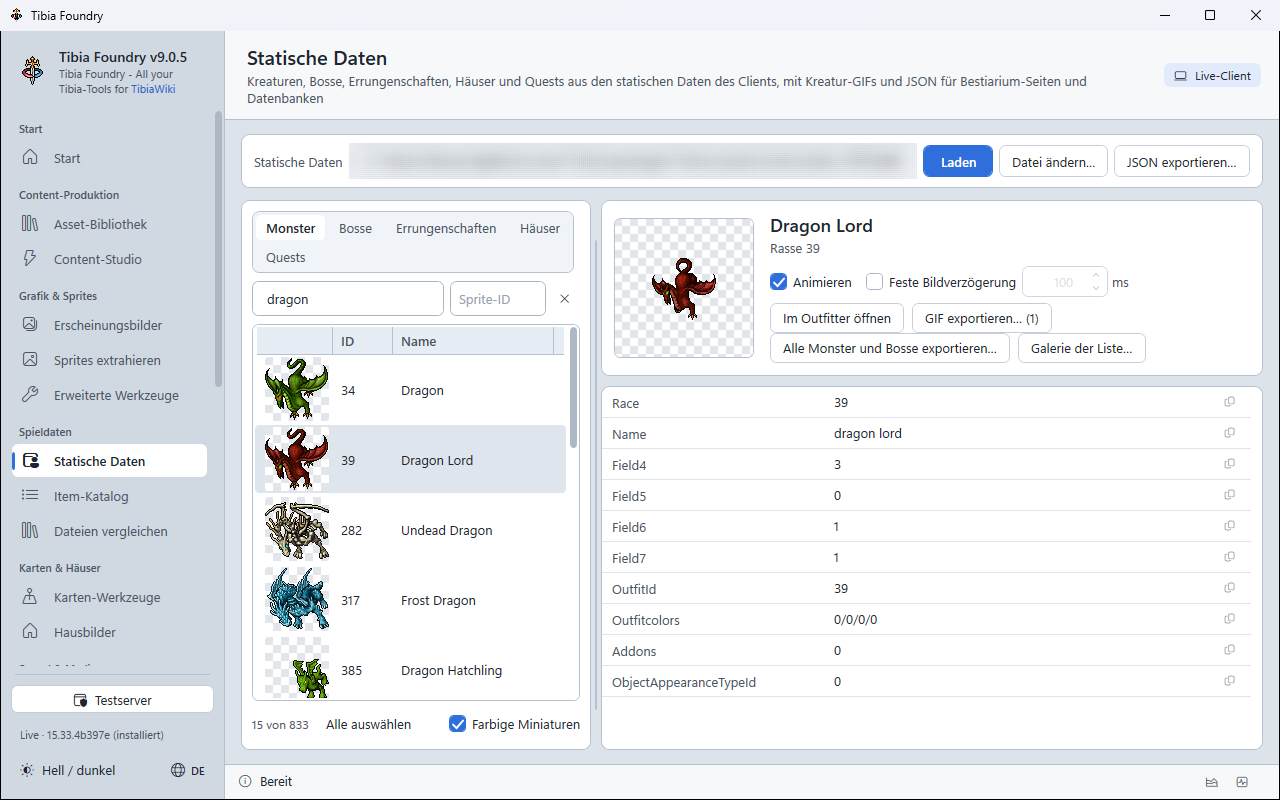 Tibia Foundry
Tibia Foundry v9.0.5
Tibia Foundry - All your
Tibia-Tools for TibiaWiki
Start
Start
Content-Produktion
Asset-Bibliothek
Content-Studio
Grafik & Sprites
Erscheinungsbilder
Sprites extrahieren
Erweiterte Werkzeuge
Spieldaten
Statische Daten
Item-Katalog
Dateien vergleichen
Karten & Häuser
Karten-Werkzeuge
Hausbilder
Testserver
Live · 15.33.4b397e (installiert)
Hell / dunkel
DE
Statische Daten
Kreaturen, Bosse, Errungenschaften, Häuser und Quests aus den statischen Daten des Clients, mit Kreatur-GIFs und JSON für Bestiarium-Seiten und
Datenbanken
Live-Client
Statische Daten
Laden
Datei ändern...
JSON exportieren...
Monster
Bosse
Errungenschaften
Häuser
Quests
dragon
Sprite-ID
ID Name
34 Dragon
39 Dragon Lord
282 Undead Dragon
317 Frost Dragon
385 Dragon Hatchling
15 von 833
Alle auswählen
Farbige Miniaturen
Dragon Lord
Rasse 39
Animieren
Feste Bildverzögerung
100
ms
Im Outfitter öffnen
GIF exportieren... (1)
Alle Monster und Bosse exportieren...
Galerie der Liste...
Race 39
Name dragon lord
Field4 3
Field5 0
Field6 1
Field7 1
OutfitId 39
Outfitcolors 0/0/0/0
Addons 0
ObjectAppearanceTypeId 0
Bereit